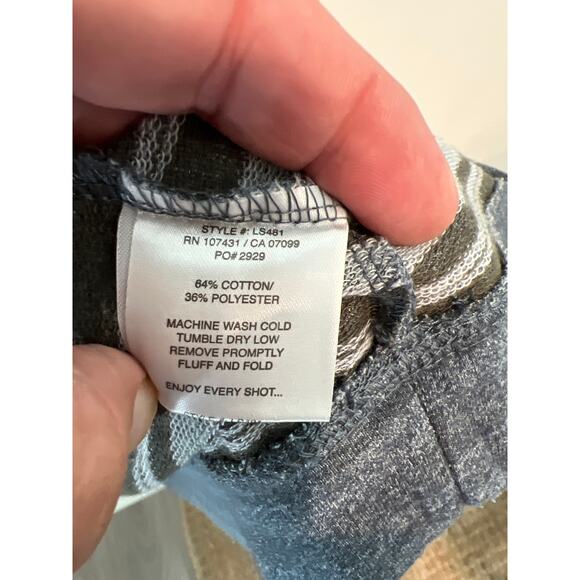 STYLE #: LS481
RN 107431 / CA 07099
PO# 2929
64% COTTON/
36% POLYESTER
MACHINE WASH COLD
TUMBLE DRY LOW
REMOVE PROMPTLY
FLUFF AND FOLD
ENJOY EVERY SHOT...